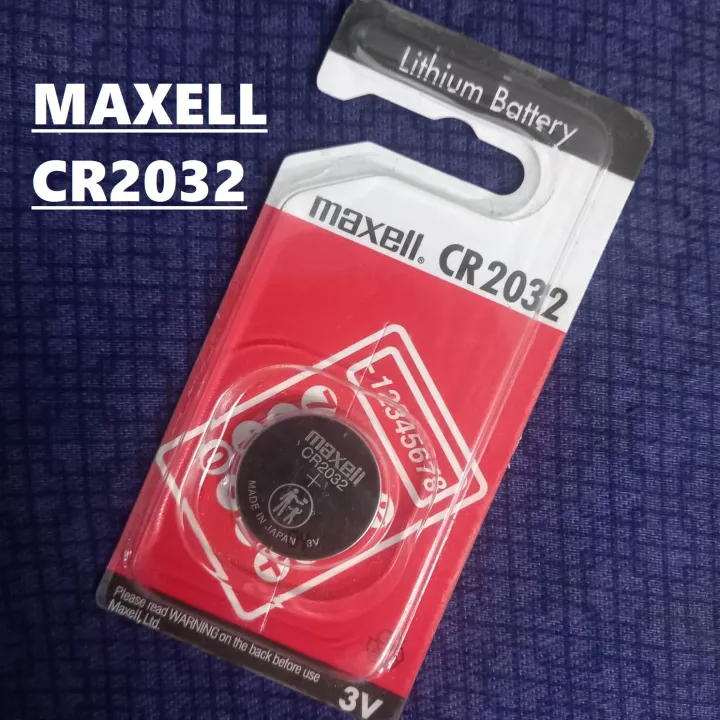 MAXELL
CR2032
Lithium Battery
maxell. CR2032
-12345678
maxell
CR2032
+
MADE IN JAPAN 3V
Please read WARNING on the back before use
Maxell, Ltd.
3V